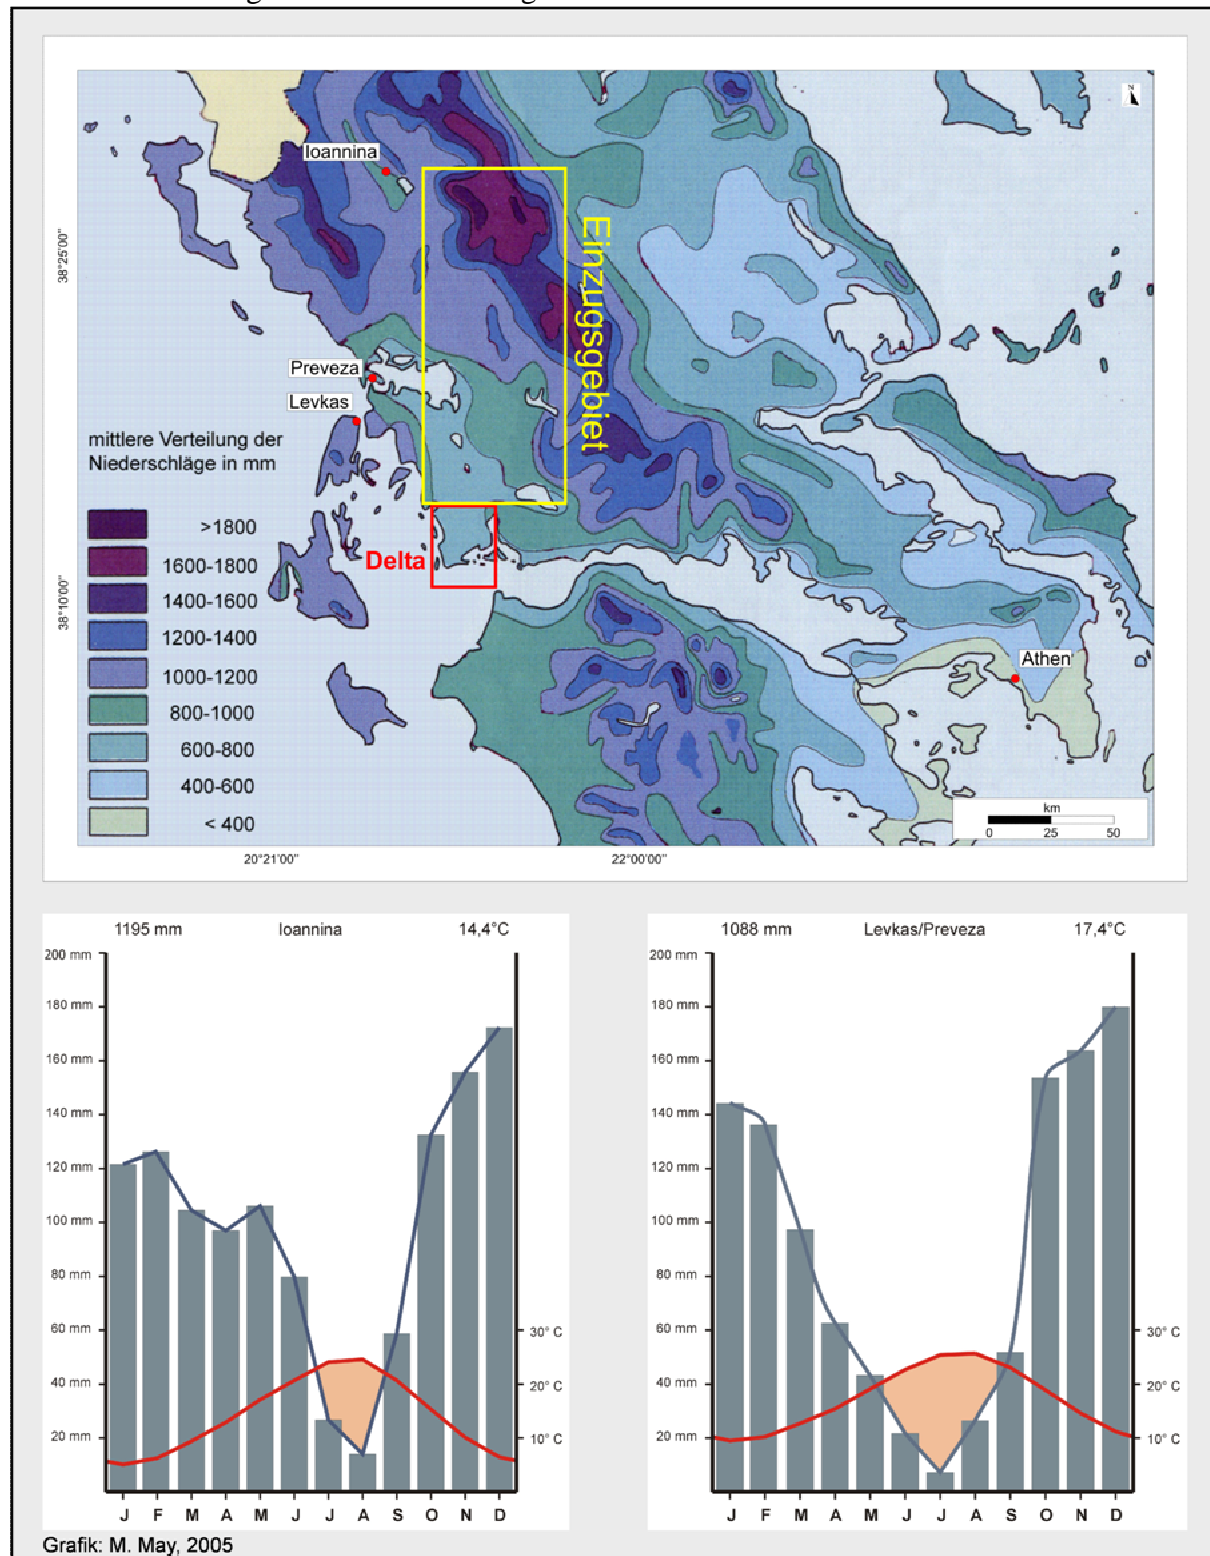 N
Ioannina
38°25'00"
Einzugsgebiet
Preveza
Levkas
mittlere Verteilung der
Niederschläge in mm
>1800
1600-1800
1400-1600
1200-1400
1000-1200
800-1000
600-800
400-600
< 400
Delta
38°10'00"
Athen
km
0 25 50
20°21'00" 22°00'00"
1195 mm Ioannina 14,4°C
200 mm
180 mm
160 mm
140 mm
120 mm
100 mm
80 mm
60 mm 30° C
40 mm 20° C
20 mm 10° C
J F M A M J J A S O N D
1088 mm Levkas/Preveza 17,4°C
200 mm
180 mm
160 mm
140 mm
120 mm
100 mm
80 mm
60 mm 30° C
40 mm 20° C
20 mm 10° C
J F M A M J J A S O N D
Grafik: M. May, 2005